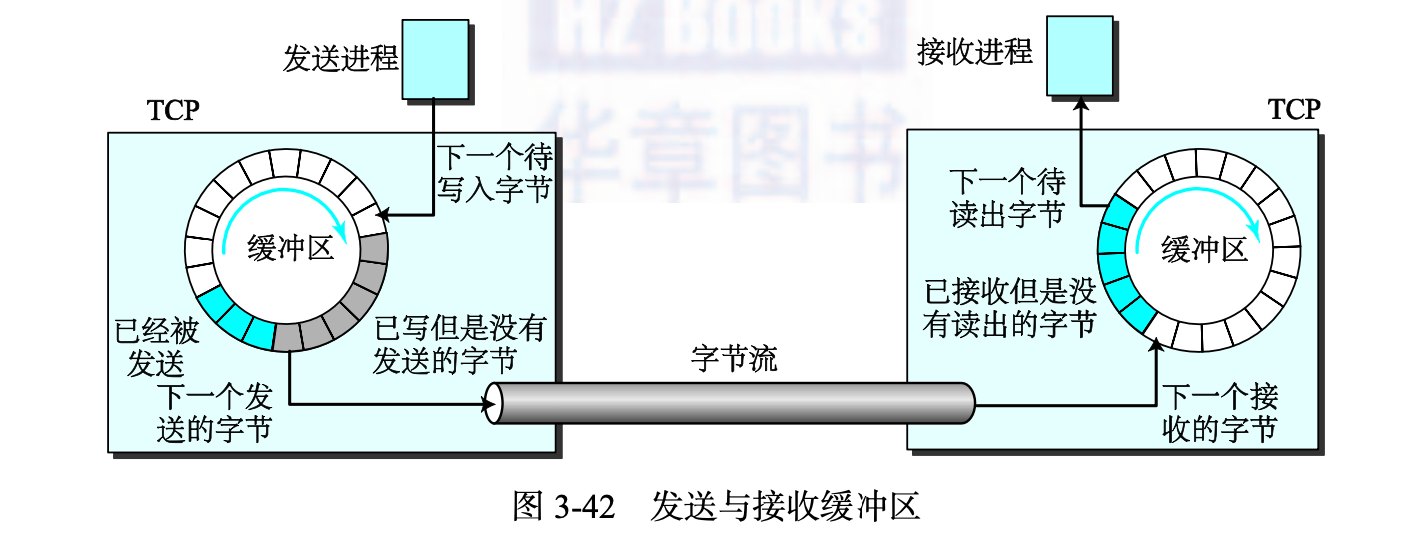 HZ BOOKS
华章图书
发送进程
接收进程
TCP
TCP
下一个待
写入字节
缓冲区
已经被
发送
已写但是没有
发送的字节
下一个发
送的字节
字节流
下一个待
读出字节
缓冲区
已接收但是没
有读出的字节
下一个接
收的字节
图 3-42 发送与接收缓冲区